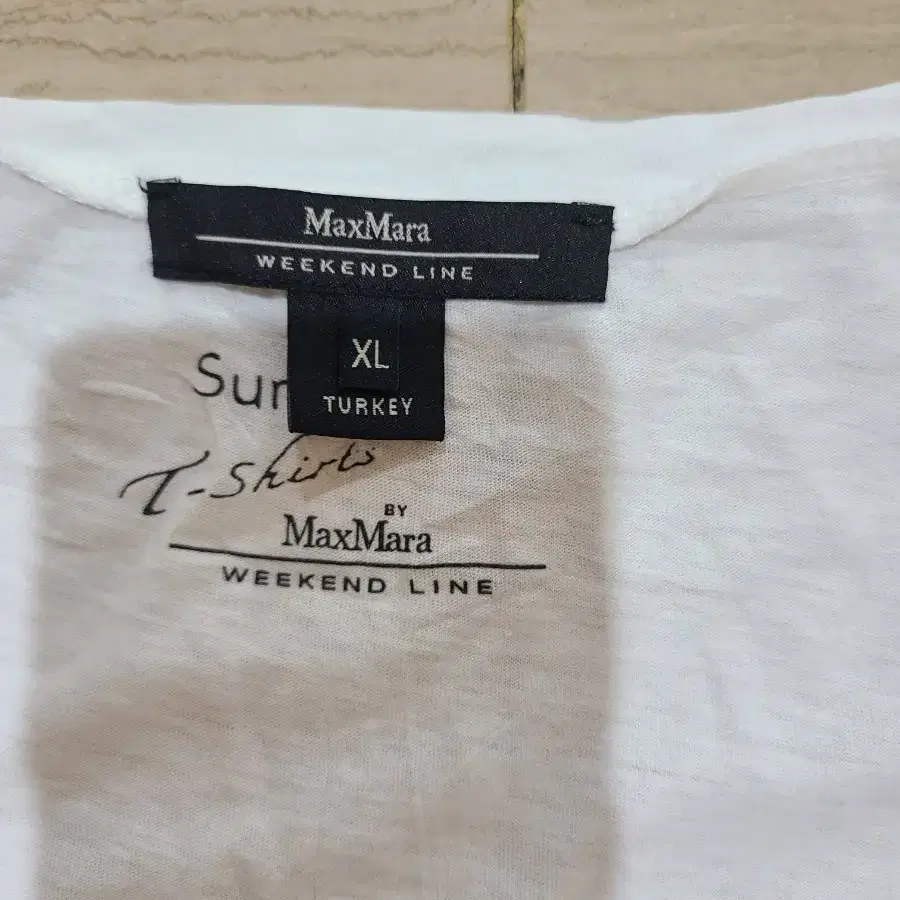 MaxMara
WEEKEND LINE
XL
TURKEY
T-Shirts
BY
MaxMara
WEEKEND LINE